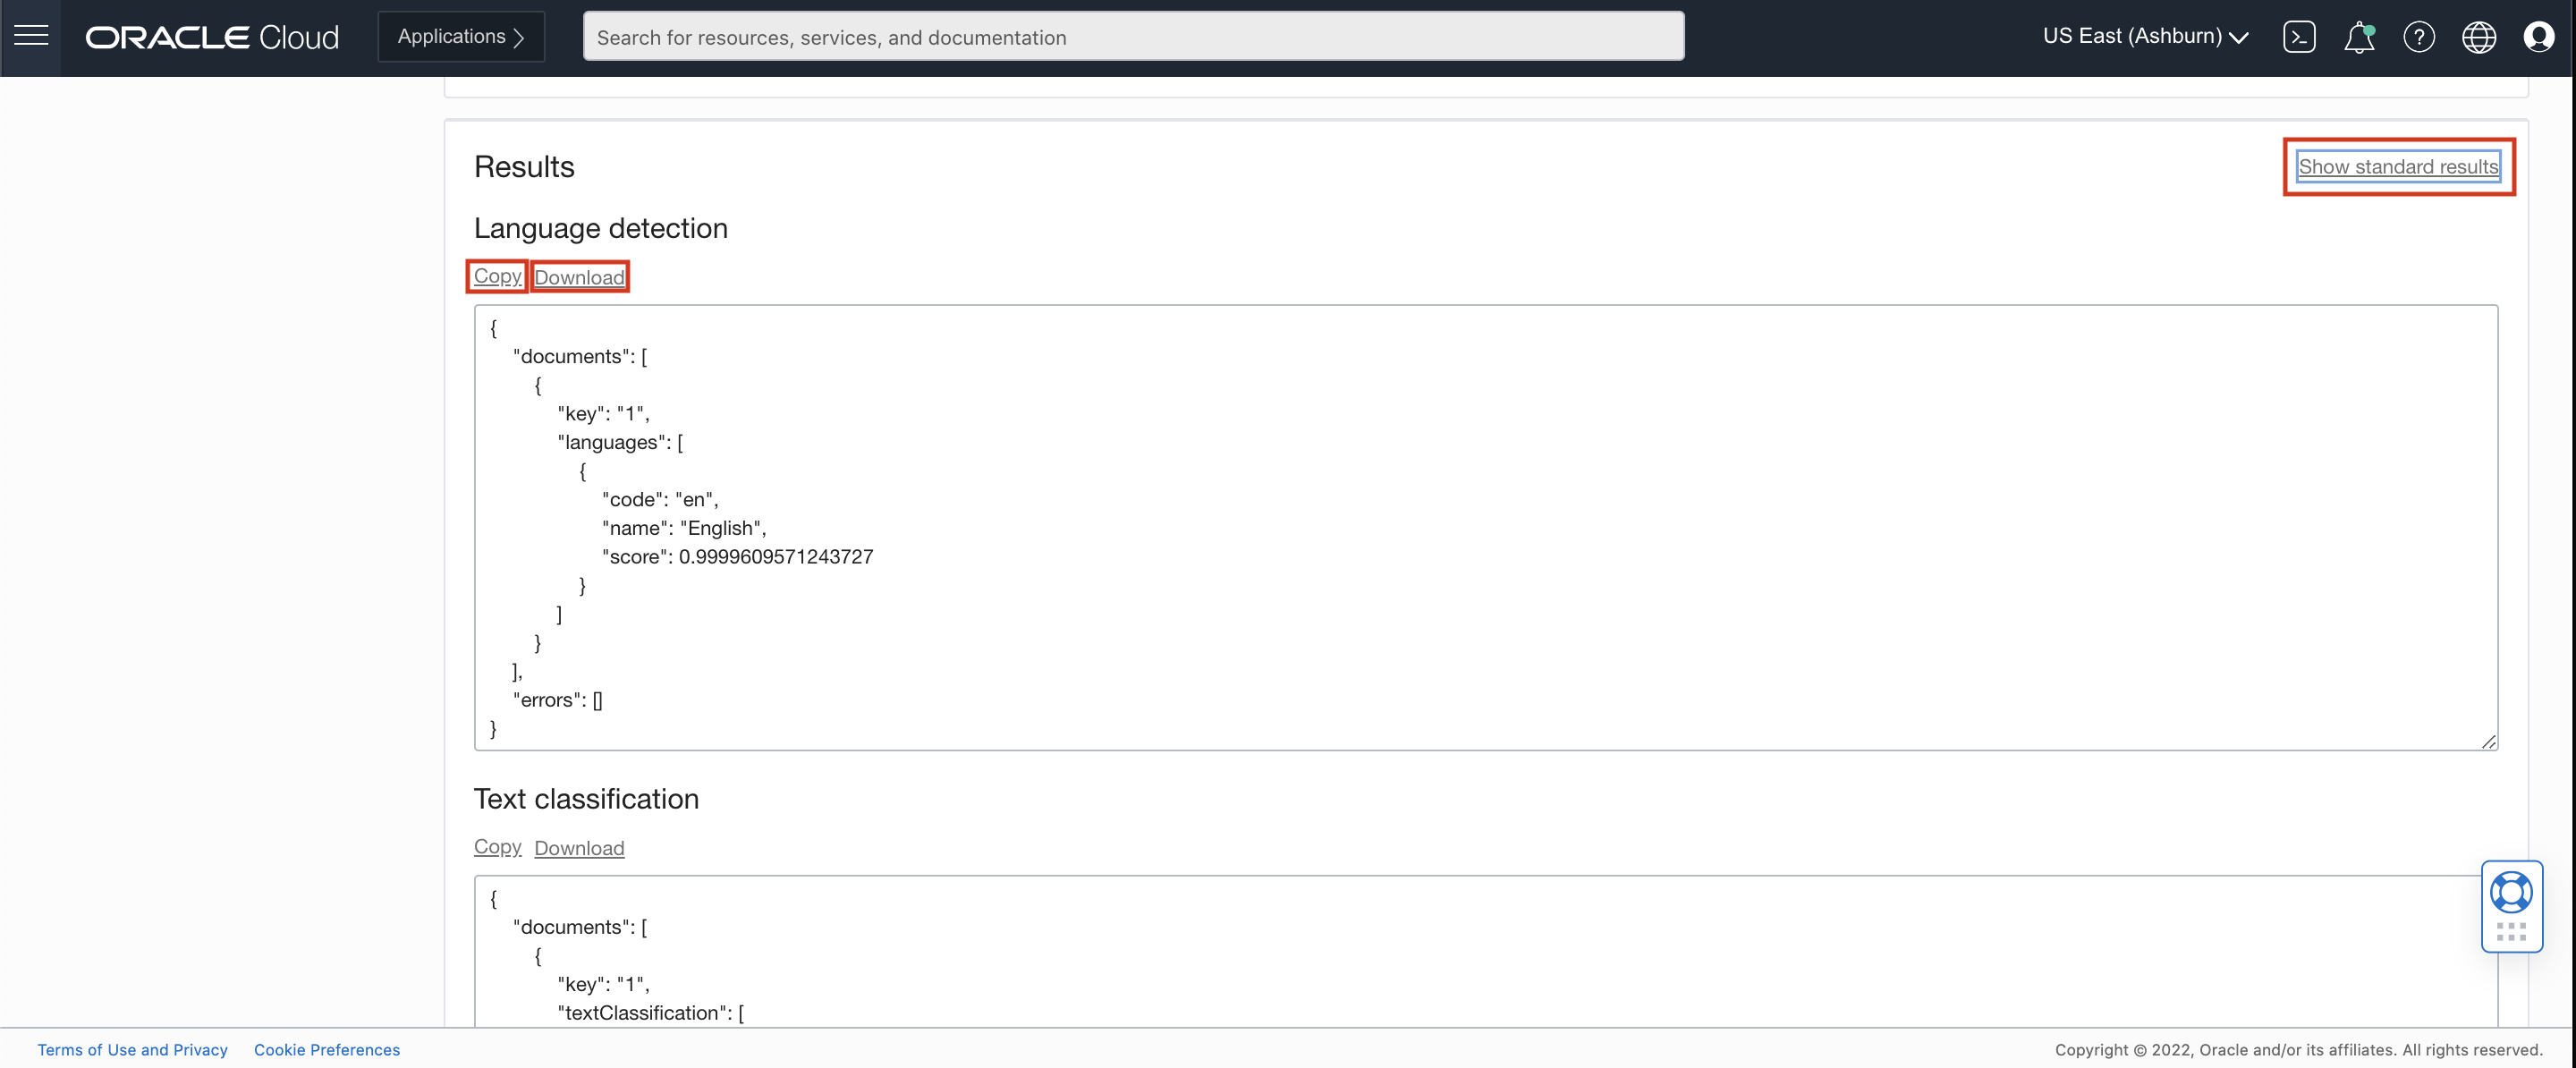 ORACLE Cloud
Applications
Search for resources, services, and documentation
US East (Ashburn)
Results
Show standard results
Language detection
Copy Download
{
"documents": [
{
"key": "1",
"languages": [
{
"code": "en",
"name": "English",
"score": 0.9999609571243727
}
]
}
],
"errors": []
}
Text classification
Copy Download
{
"documents": [
{
"key": "1",
"textClassification": [
Terms of Use and Privacy Cookie Preferences
Copyright © 2022, Oracle and/or its affiliates. All rights reserved.